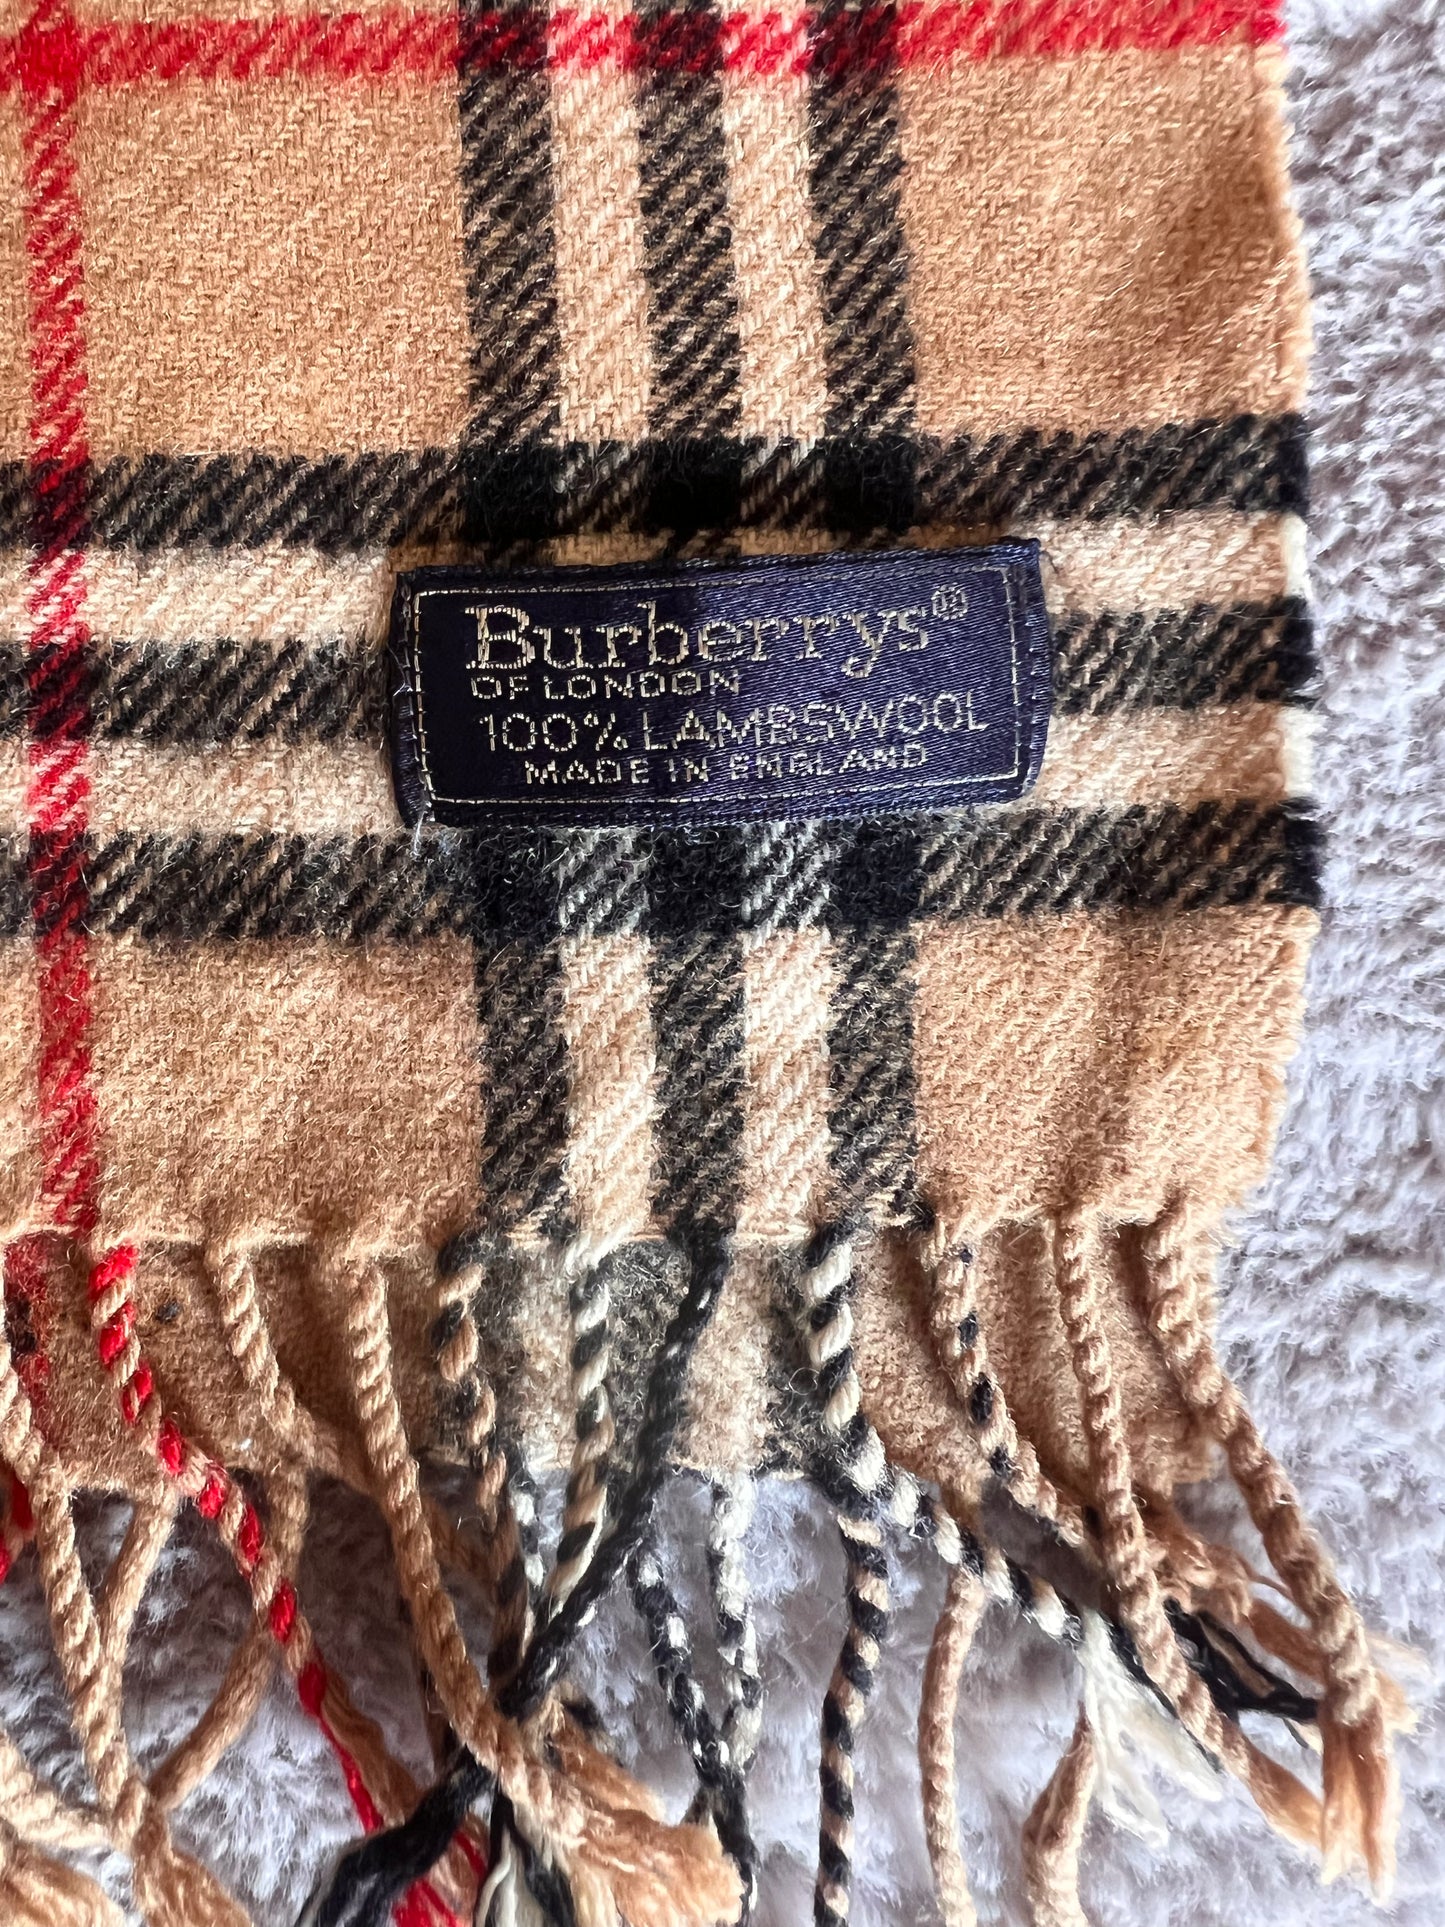 Burberrys®
OF LONDON
100% LAMBSWOOL
MADE IN ENGLAND